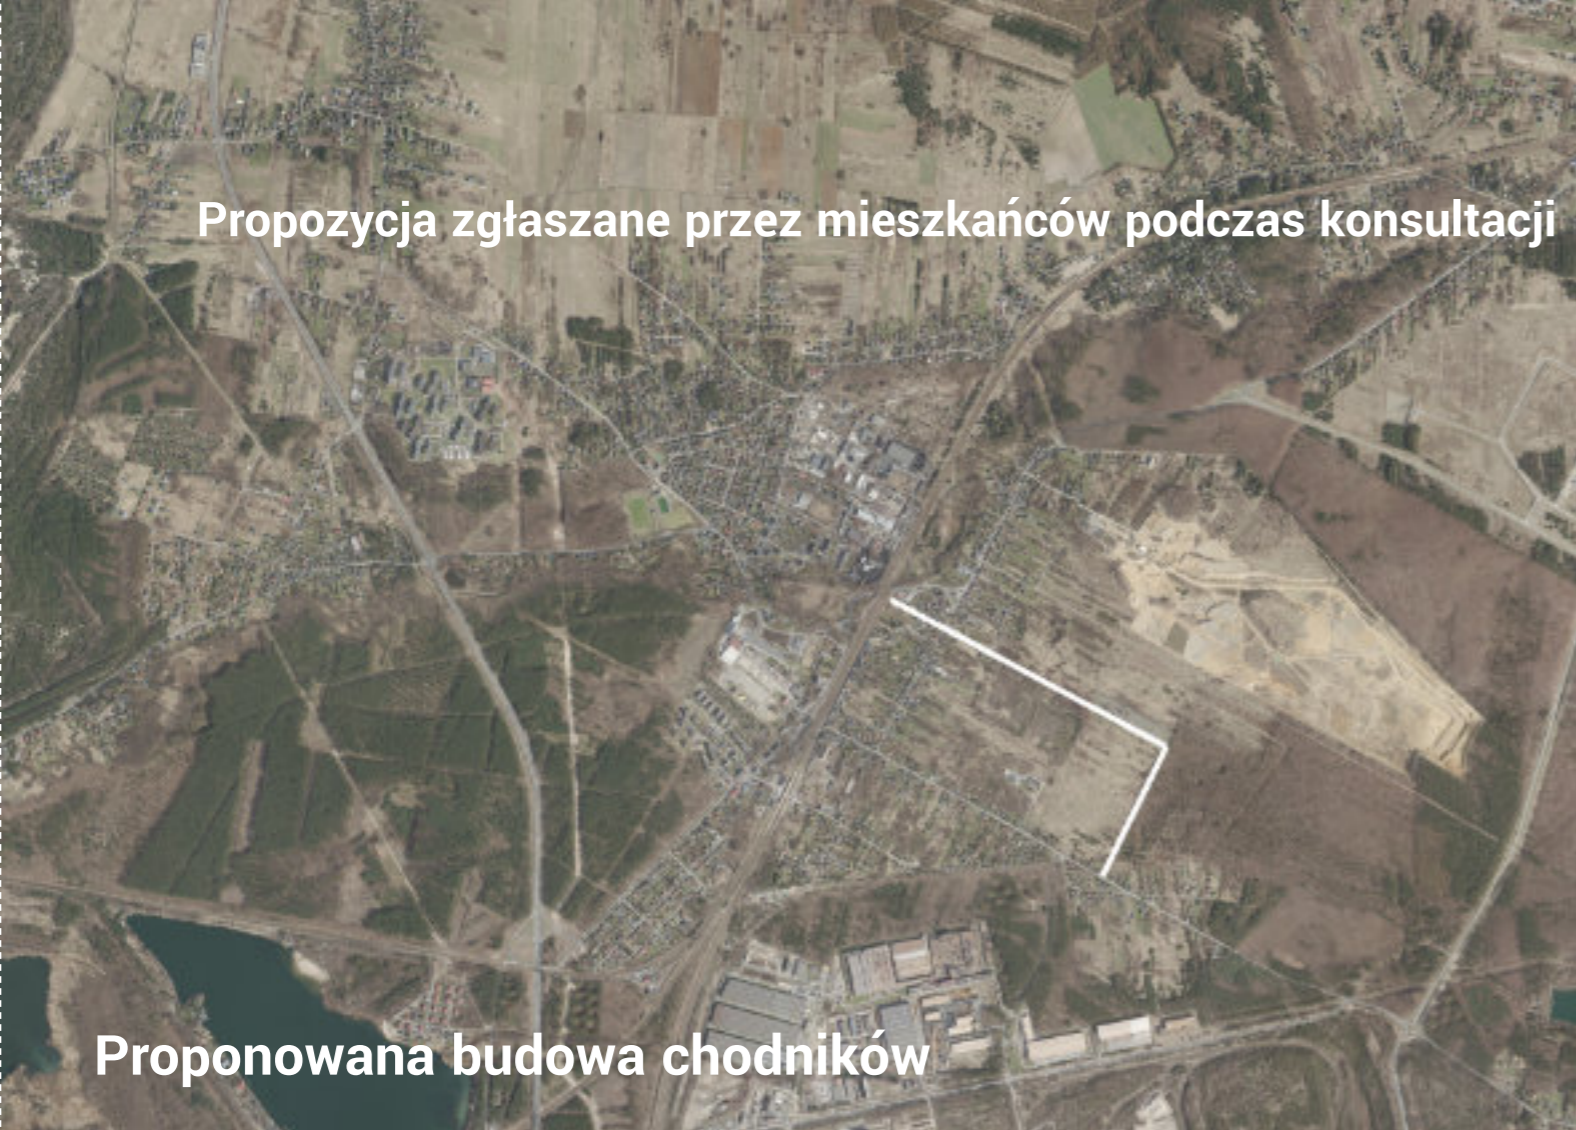 Propozycja zgłaszane przez mieszkańców podczas konsultacji
Proponowana budowa chodników